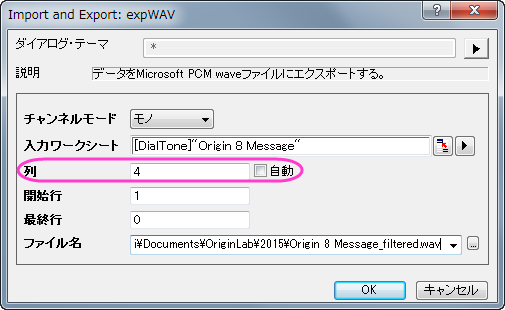 Import and Export: expWAV
ダイアログ・テーマ *
説明 データをMicrosoft PCM waveファイルにエクスポートする。
チャンネルモード モノ
入力ワークシート [DialTone]"Origin 8 Message"
列 4 自動
開始行 1
最終行 0
ファイル名 i¥Documents¥OriginLab¥2015¥Origin 8 Message_filtered.wav ...
OK キャンセル